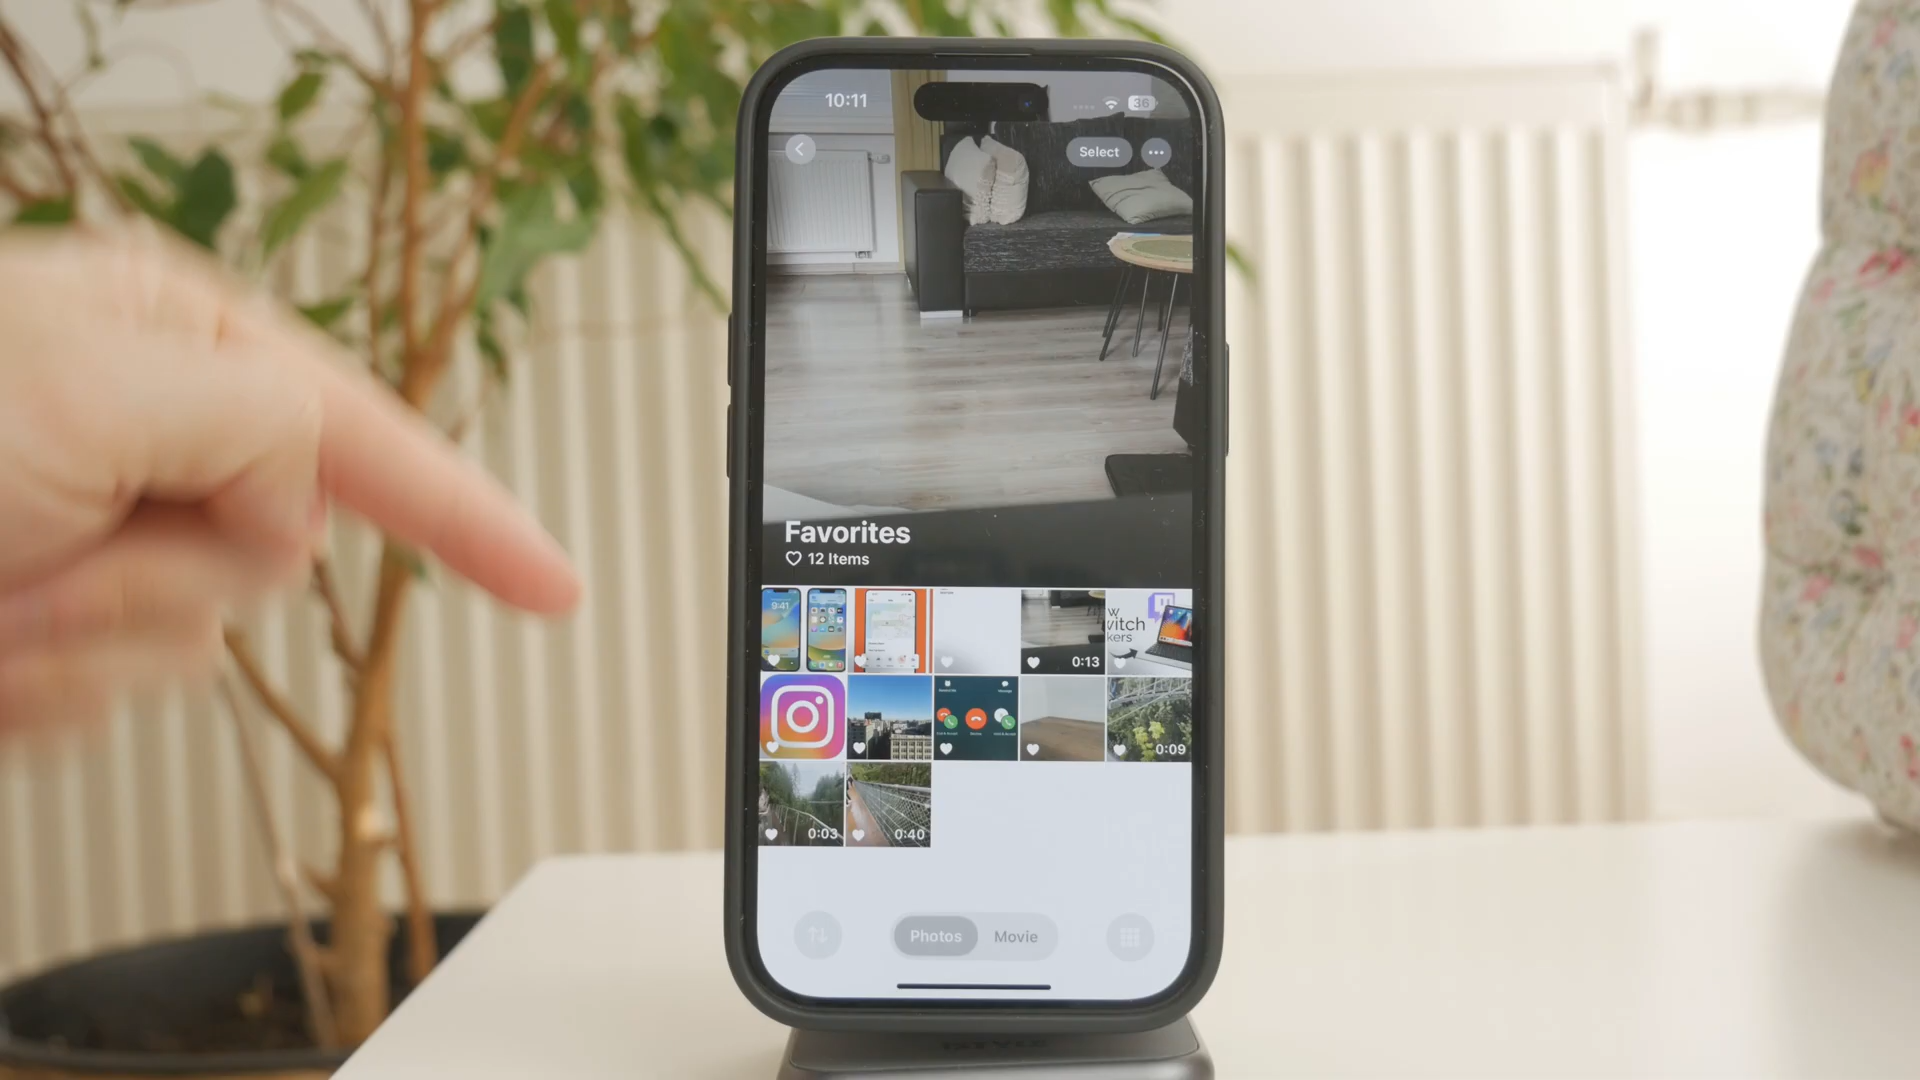 10:11
36
Select
Favorites
12 Items
9:41
0:13
w
witch
kers
0:09
0:03
0:40
Photos
Movie